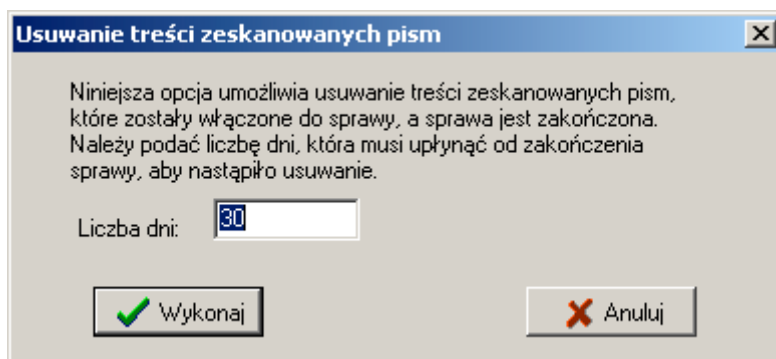 Usuwanie treści zeskanowanych pism
Niniejsza opcja umożliwia usuwanie treści zeskanowanych pism,
które zostały włączone do sprawy, a sprawa jest zakończona.
Należy podać liczbę dni, która musi upłynąć od zakończenia
sprawy, aby nastąpiło usuwanie.
Liczba dni: 30
Wykonaj Anuluj